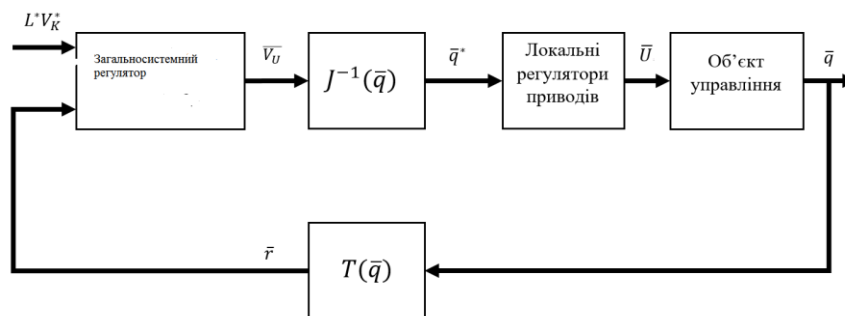 L*V*K
Загальносистемний
регулятор
V̅U̅
J⁻¹(q̄)
q̄*
Локальні
регулятори
приводів
Ū
Об’єкт
управління
q̄
r̄
T(q̄)